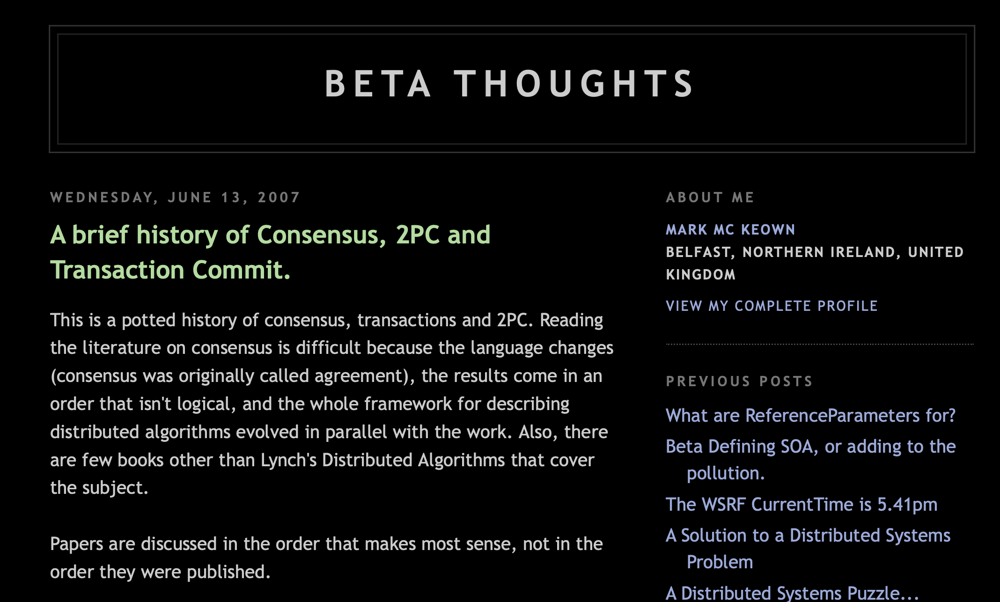 BETA THOUGHTS
WEDNESDAY, JUNE 13, 2007
A brief history of Consensus, 2PC and
Transaction Commit.
This is a potted history of consensus, transactions and 2PC. Reading
the literature on consensus is difficult because the language changes
(consensus was originally called agreement), the results come in an
order that isn't logical, and the whole framework for describing
distributed algorithms evolved in parallel with the work. Also, there
are few books other than Lynch's Distributed Algorithms that cover
the subject.
Papers are discussed in the order that makes most sense, not in the
order they were published.
ABOUT ME
MARK MC KEOWN
BELFAST, NORTHERN IRELAND, UNITED
KINGDOM
VIEW MY COMPLETE PROFILE
PREVIOUS POSTS
What are ReferenceParameters for?
Beta Defining SOA, or adding to the
pollution.
The WSRF CurrentTime is 5.41pm
A Solution to a Distributed Systems
Problem
A Distributed Systems Puzzle...